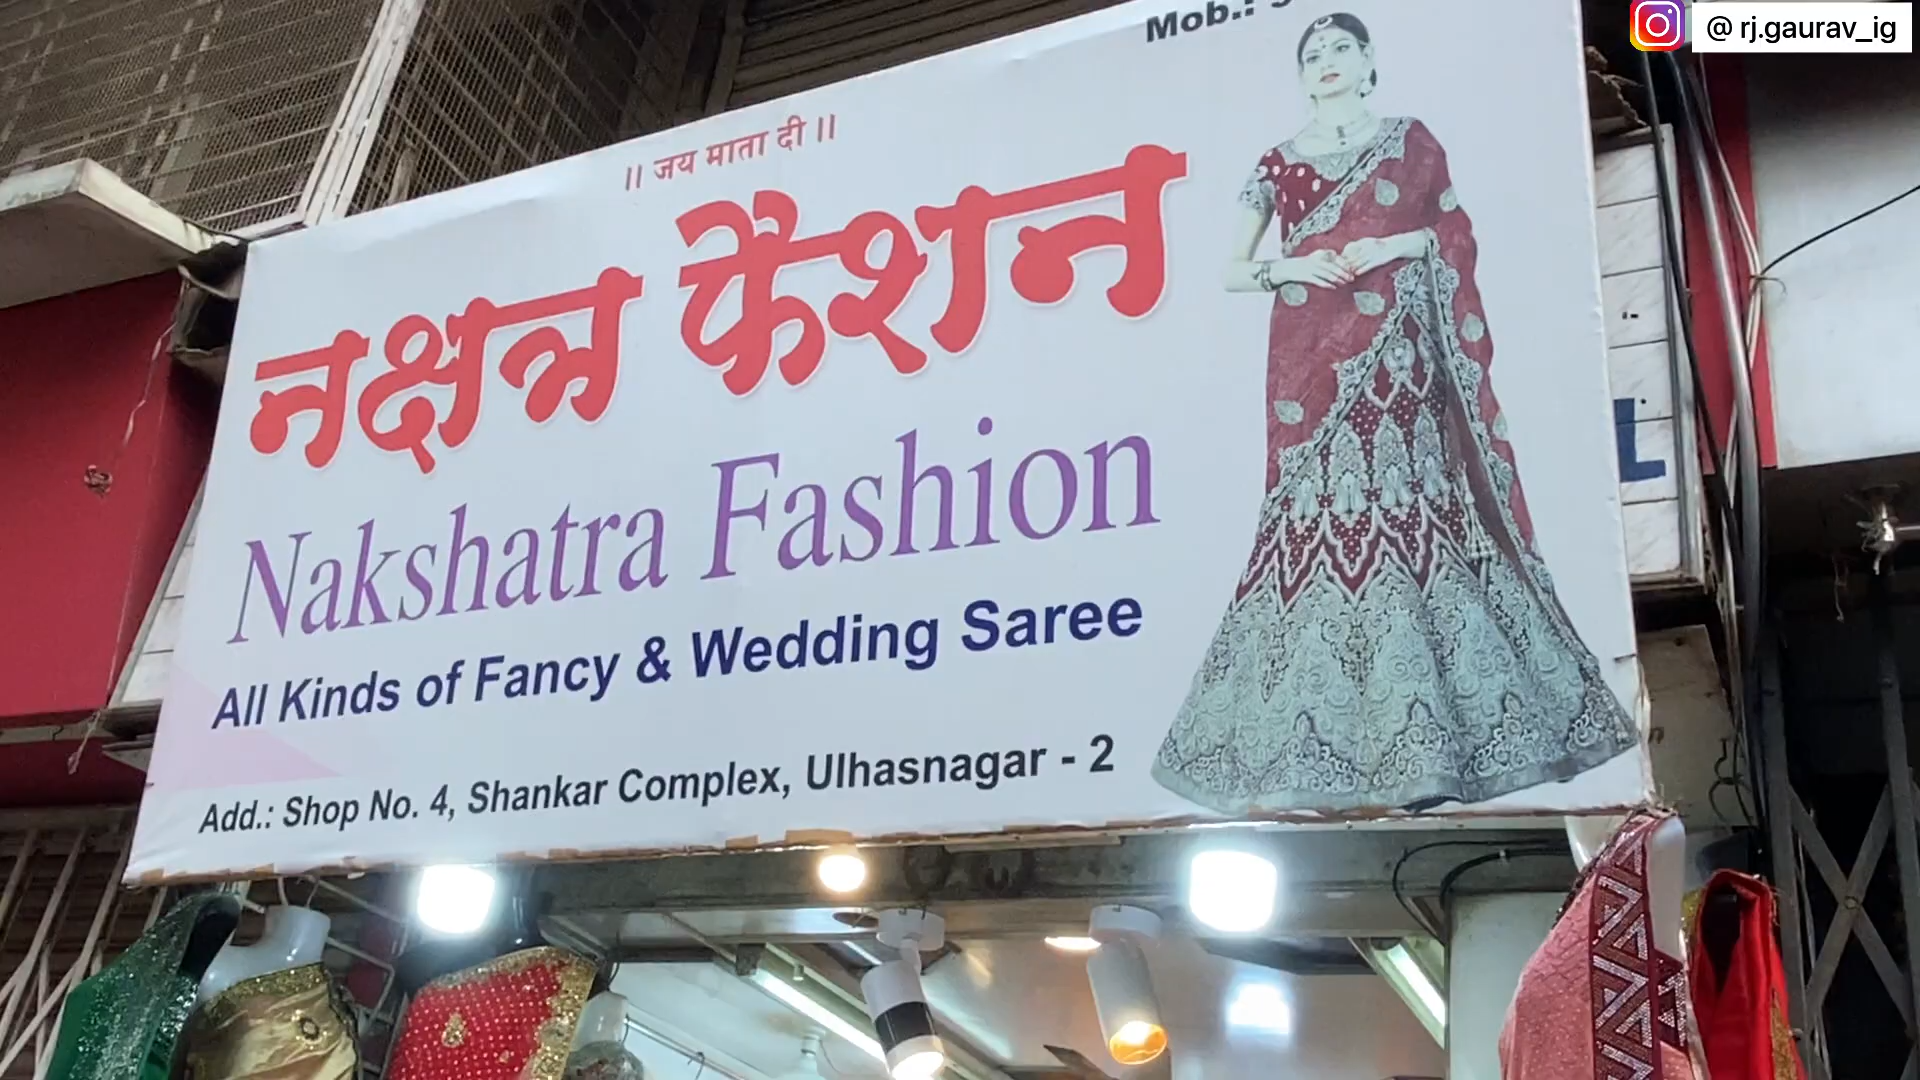 @ rj.gaurav_ig
Mob.:
।। जय माता दी ।।
नक्षत्र फॅशन
Nakshatra Fashion
All Kinds of Fancy & Wedding Saree
Add.: Shop No. 4, Shankar Complex, Ulhasnagar - 2
L